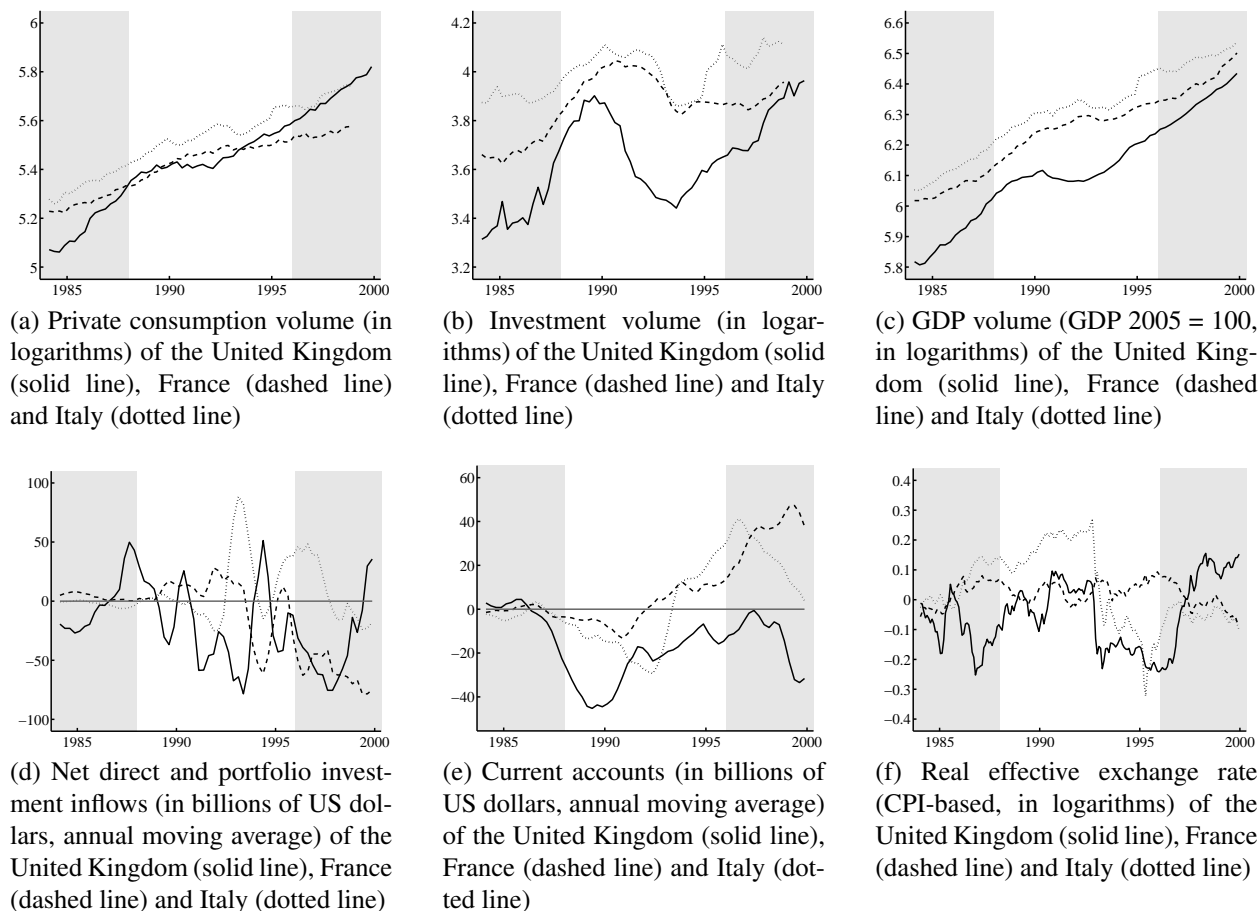 6
5.8
5.6
5.4
5.2
5
1985 1990 1995 2000
(a) Private consumption volume (in
logarithms) of the United Kingdom
(solid line), France (dashed line)
and Italy (dotted line)
4.2
4
3.8
3.6
3.4
3.2
1985 1990 1995 2000
(b) Investment volume (in logar-
ithms) of the United Kingdom (solid
line), France (dashed line) and Italy
(dotted line)
6.6
6.5
6.4
6.3
6.2
6.1
6
5.9
5.8
1985 1990 1995 2000
(c) GDP volume (GDP 2005 = 100,
in logarithms) of the United King-
dom (solid line), France (dashed
line) and Italy (dotted line)
100
50
0
−50
−100
1985 1990 1995 2000
(d) Net direct and portfolio invest-
ment inflows (in billions of US dol-
lars, annual moving average) of the
United Kingdom (solid line), France
(dashed line) and Italy (dotted line)
60
40
20
0
−20
−40
1985 1990 1995 2000
(e) Current accounts (in billions of
US dollars, annual moving average)
of the United Kingdom (solid line),
France (dashed line) and Italy (dot-
ted line)
0.4
0.3
0.2
0.1
0
−0.1
−0.2
−0.3
−0.4
1985 1990 1995 2000
(f) Real effective exchange rate
(CPI-based, in logarithms) of the
United Kingdom (solid line), France
(dashed line) and Italy (dotted line)